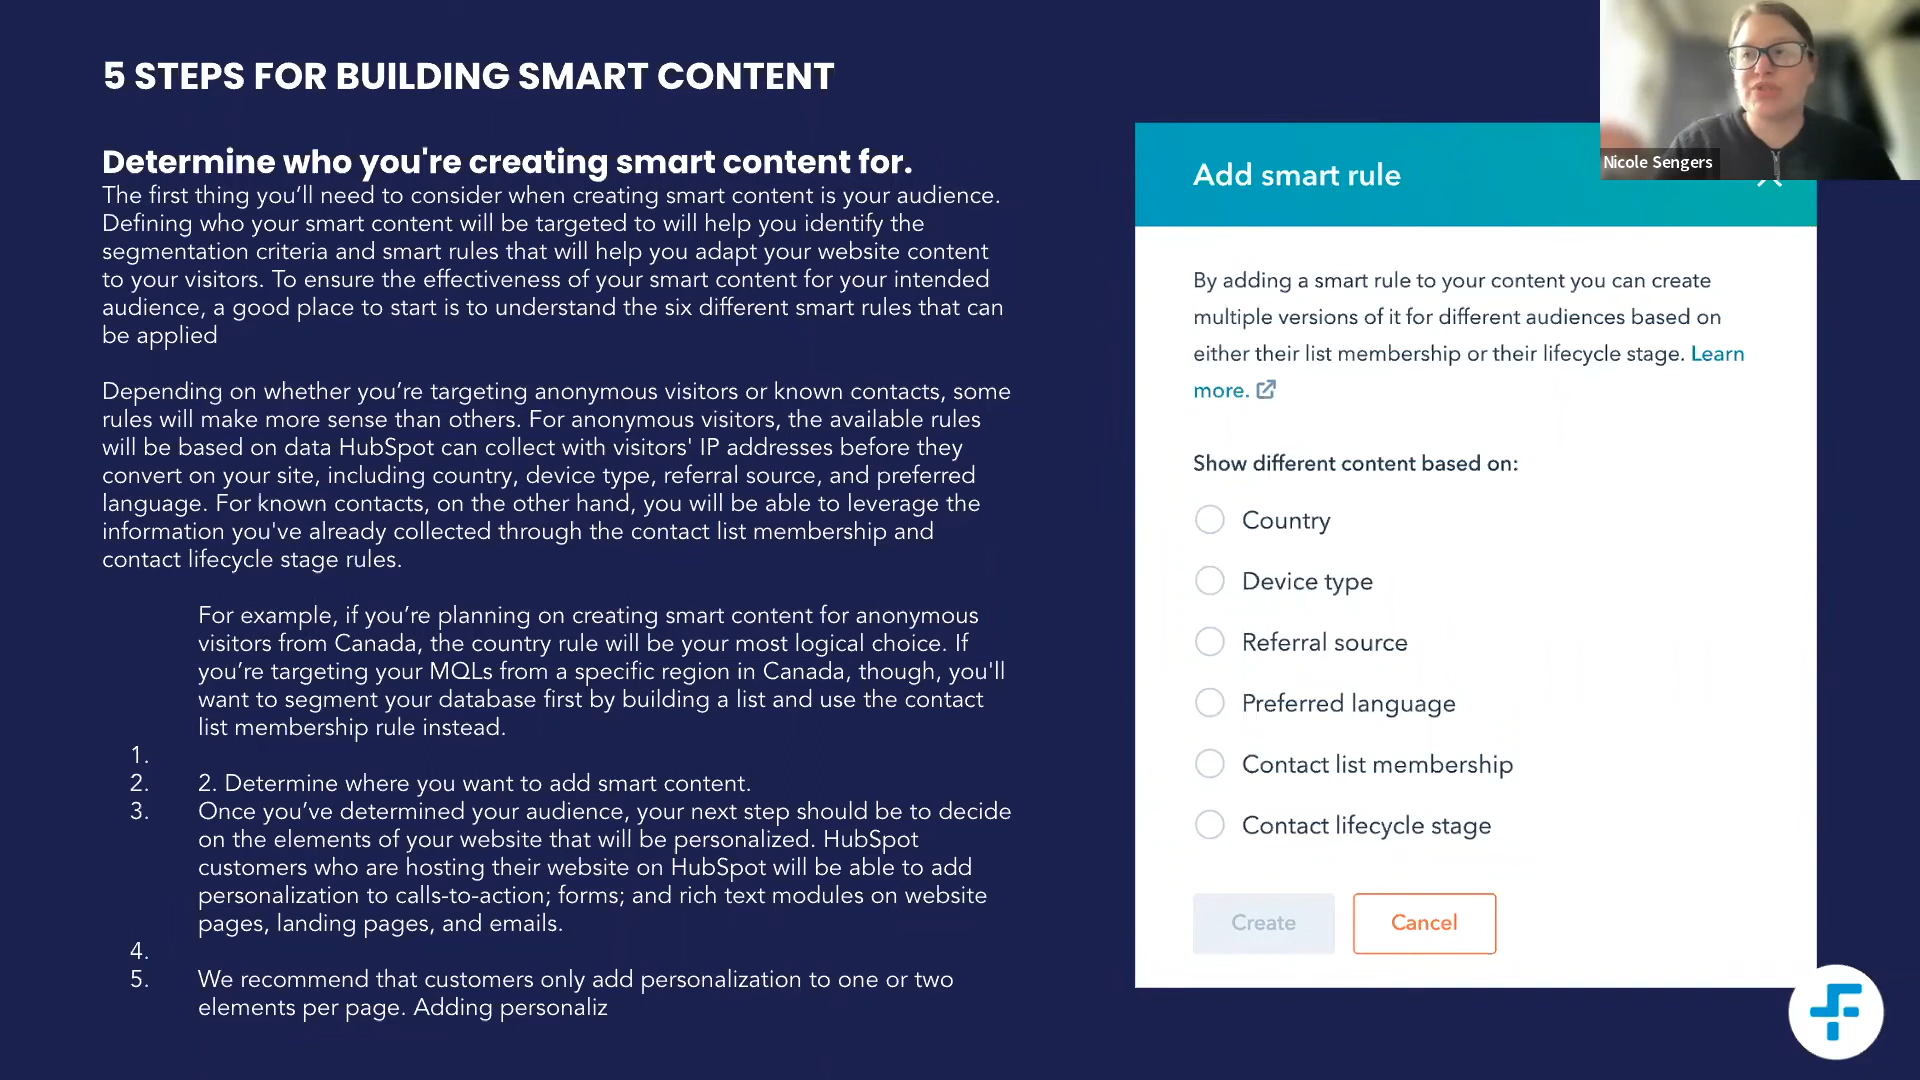 5 STEPS FOR BUILDING SMART CONTENT
Determine who you're creating smart content for.
The first thing you’ll need to consider when creating smart content is your audience.
Defining who your smart content will be targeted to will help you identify the
segmentation criteria and smart rules that will help you adapt your website content
to your visitors. To ensure the effectiveness of your smart content for your intended
audience, a good place to start is to understand the six different smart rules that can
be applied
Depending on whether you’re targeting anonymous visitors or known contacts, some
rules will make more sense than others. For anonymous visitors, the available rules
will be based on data HubSpot can collect with visitors' IP addresses before they
convert on your site, including country, device type, referral source, and preferred
language. For known contacts, on the other hand, you will be able to leverage the
information you've already collected through the contact list membership and
contact lifecycle stage rules.
For example, if you’re planning on creating smart content for anonymous
visitors from Canada, the country rule will be your most logical choice. If
you’re targeting your MQLs from a specific region in Canada, though, you'll
want to segment your database first by building a list and use the contact
list membership rule instead.
1.
2. 2. Determine where you want to add smart content.
3. Once you’ve determined your audience, your next step should be to decide
on the elements of your website that will be personalized. HubSpot
customers who are hosting their website on HubSpot will be able to add
personalization to calls-to-action; forms; and rich text modules on website
pages, landing pages, and emails.
4.
5. We recommend that customers only add personalization to one or two
elements per page. Adding personaliz
Nicole Sengers
Add smart rule
By adding a smart rule to your content you can create
multiple versions of it for different audiences based on
either their list membership or their lifecycle stage. Learn
more.
Show different content based on:
Country
Device type
Referral source
Preferred language
Contact list membership
Contact lifecycle stage
Create
Cancel